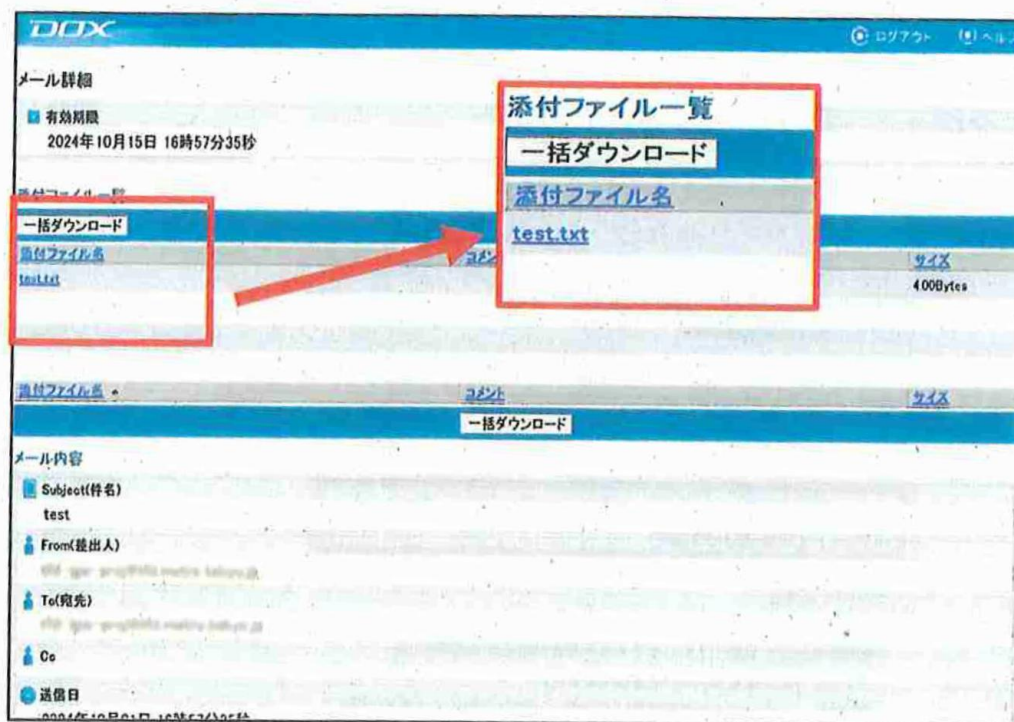 DOX
ログアウト
ヘルプ
メール詳細
有効期限
2024年10月15日 16時57分35秒
添付ファイル一覧
一括ダウンロード
添付ファイル名
コメント
サイズ
test.txt
4.00Bytes
添付ファイル一覧
一括ダウンロード
添付ファイル名
test.txt
添付ファイル名
コメント
サイズ
一括ダウンロード
メール内容
Subject(件名)
test
From(差出人)
To(宛先)
Cc
送信日